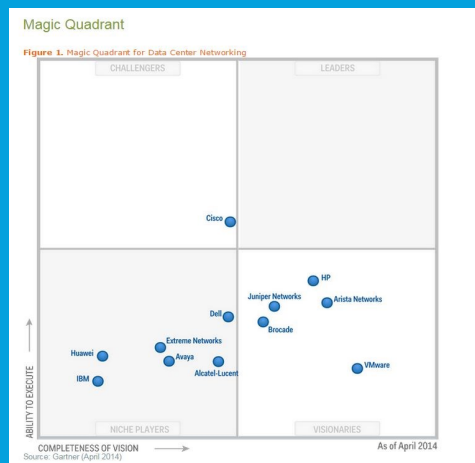 Magic Quadrant
Figure 1. Magic Quadrant for Data Center Networking
CHALLENGERS
LEADERS
Cisco
HP
Juniper Networks
Arista Networks
Dell
Brocade
Extreme Networks
Huawei
Avaya
Alcatel-Lucent
VMware
IBM
NICHE PLAYERS
VISIONARIES
ABILITY TO EXECUTE
COMPLETENESS OF VISION
As of April 2014
Source: Gartner (April 2014)